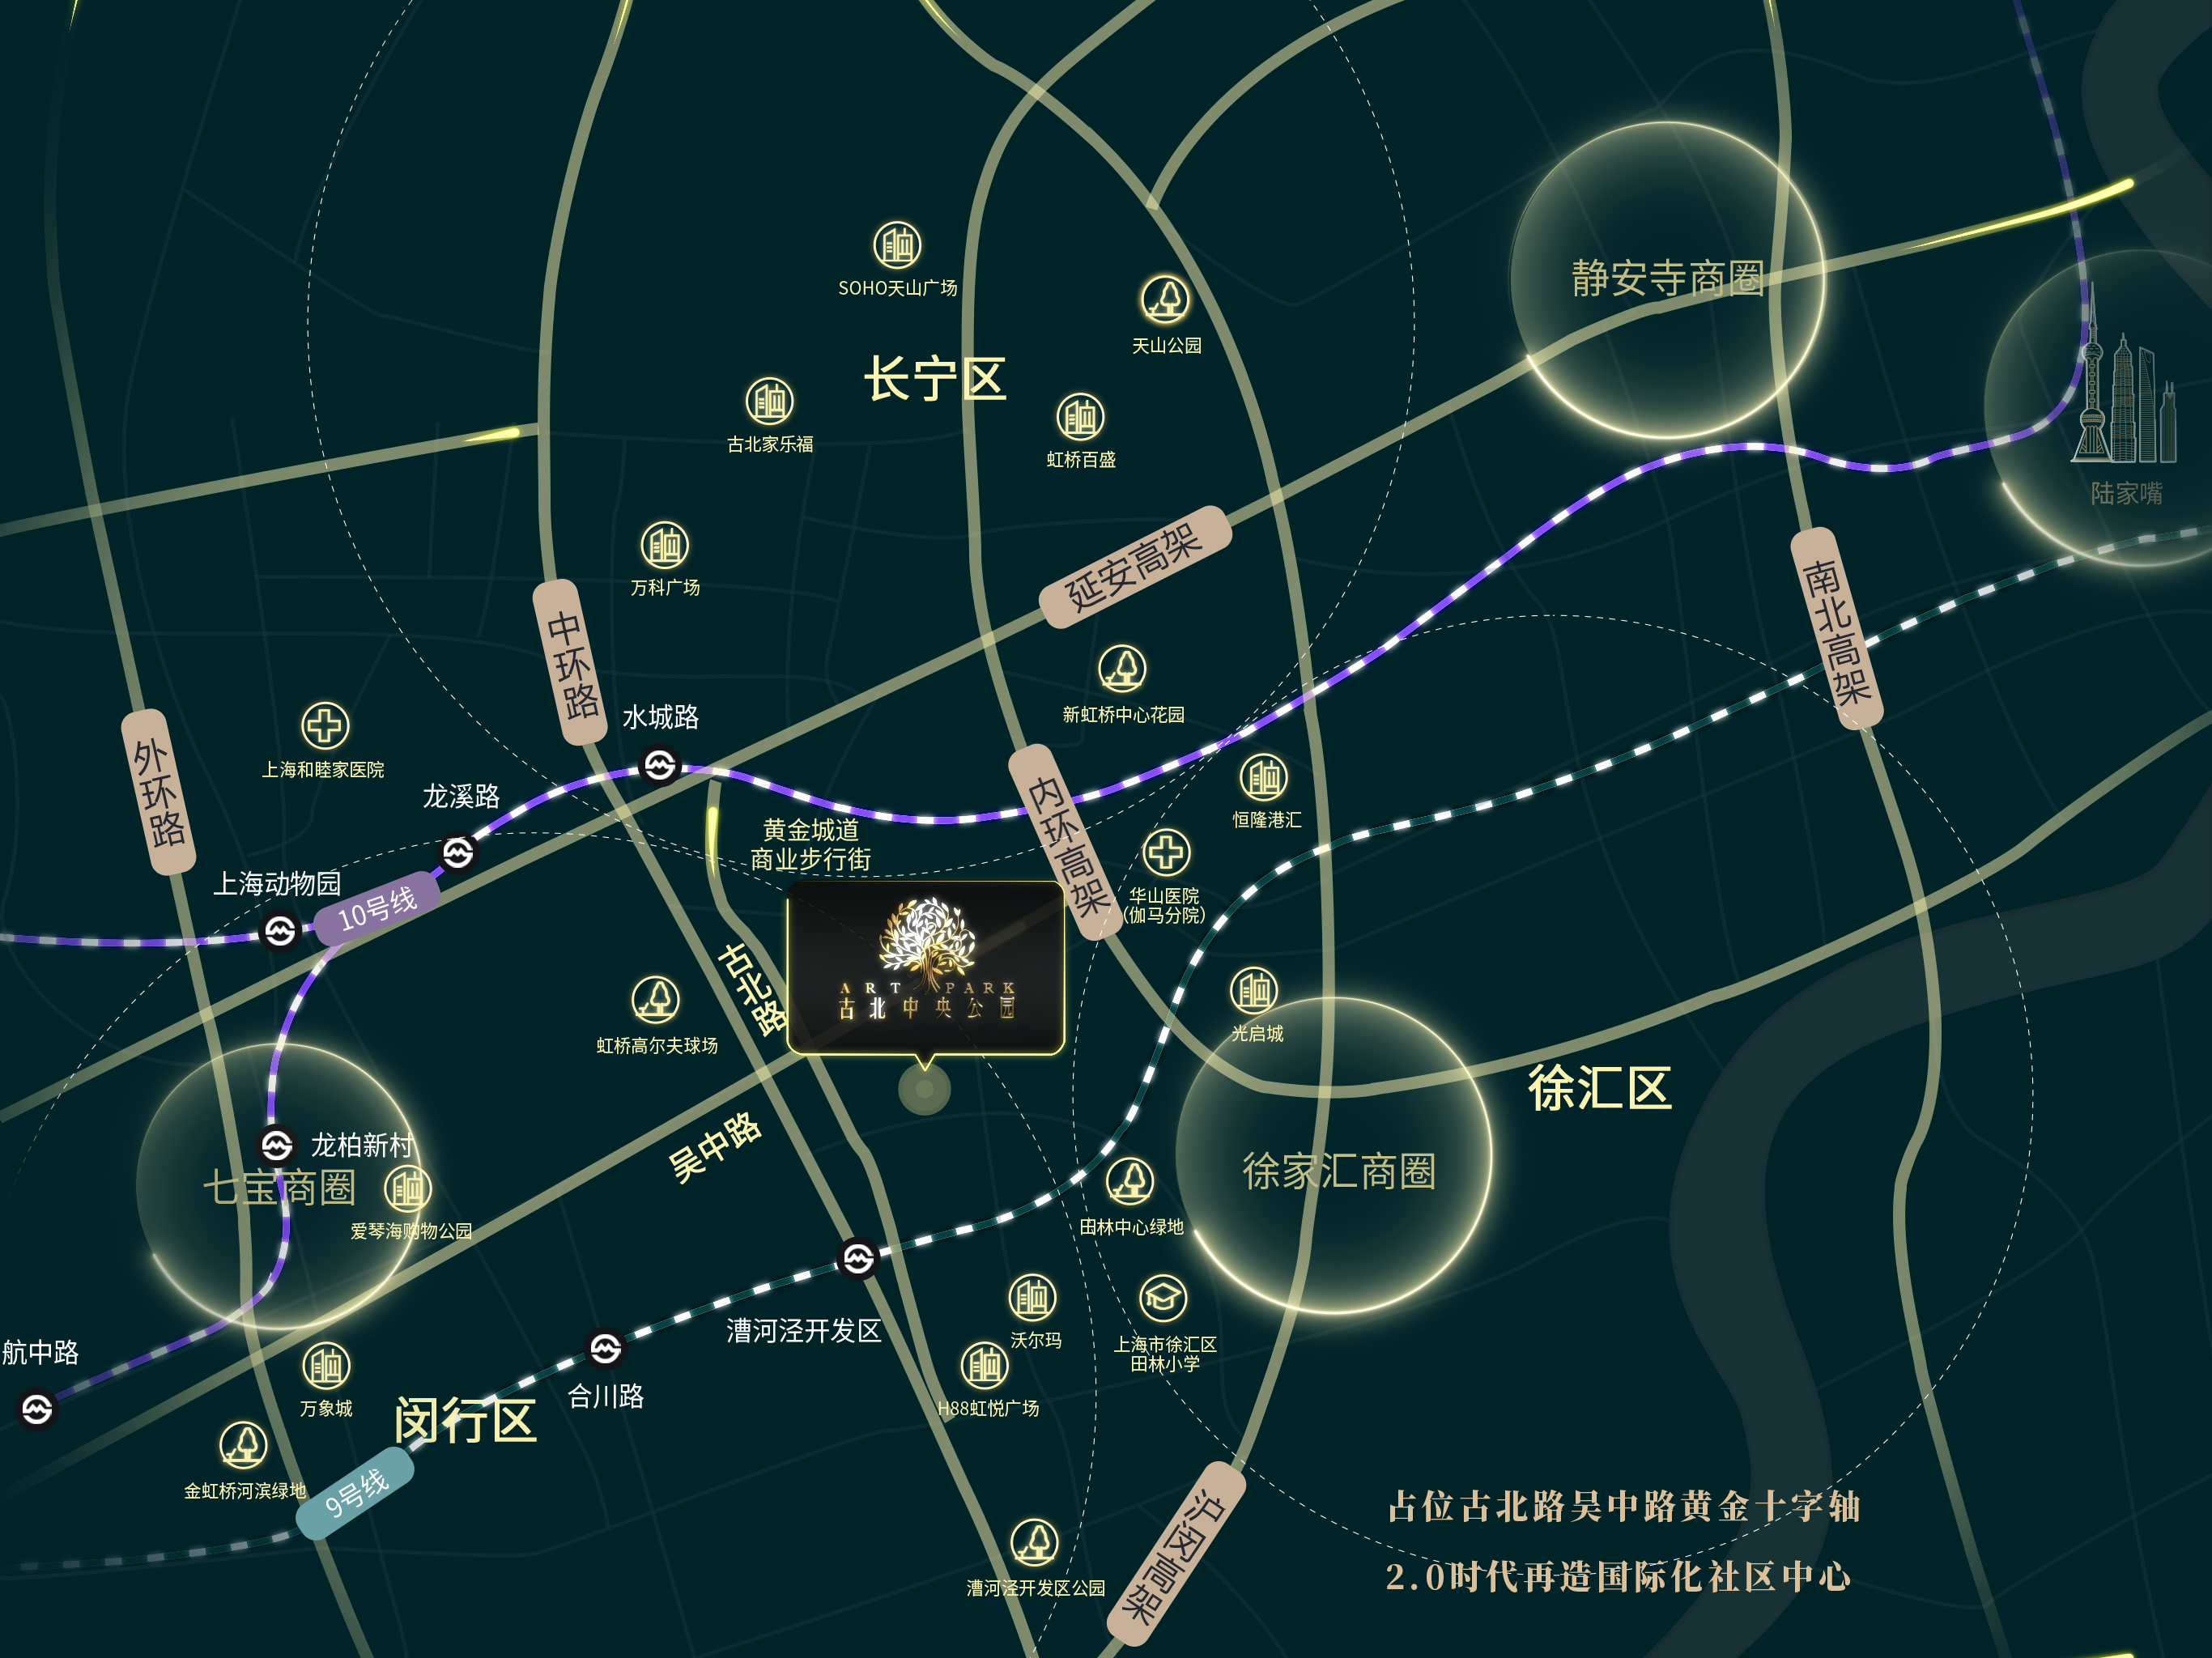 SOHO天山广场
天山公园
静安寺商圈
长宁区
古北家乐福
虹桥百盛
陆家嘴
万科广场
延安高架
南北高架
中环路
水城路
新虹桥中心花园
外环路
上海和睦家医院
龙溪路
内环高架
恒隆港汇
黄金城道
商业步行街
上海动物园
10号线
华山医院
(伽马分院)
古北路
ART PARK
古北中央公园
虹桥高尔夫球场
光启城
徐汇区
吴中路
龙柏新村
七宝商圈
爱琴海购物公园
徐家汇商圈
田林中心绿地
航中路
漕河泾开发区
沃尔玛
上海市徐汇区
田林小学
万象城
合川路
闵行区
H88虹悦广场
金虹桥河滨绿地
9号线
沪闵高架
漕河泾开发区公园
占位古北路吴中路黄金十字轴
2.0时代再造国际化社区中心